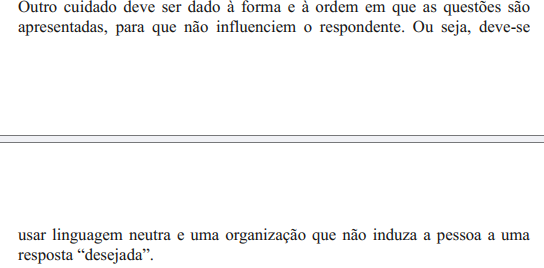 Outro cuidado deve ser dado à forma e à ordem em que as questões são
apresentadas, para que não influenciem o respondente. Ou seja, deve-se
usar linguagem neutra e uma organização que não induza a pessoa a uma
resposta “desejada”.